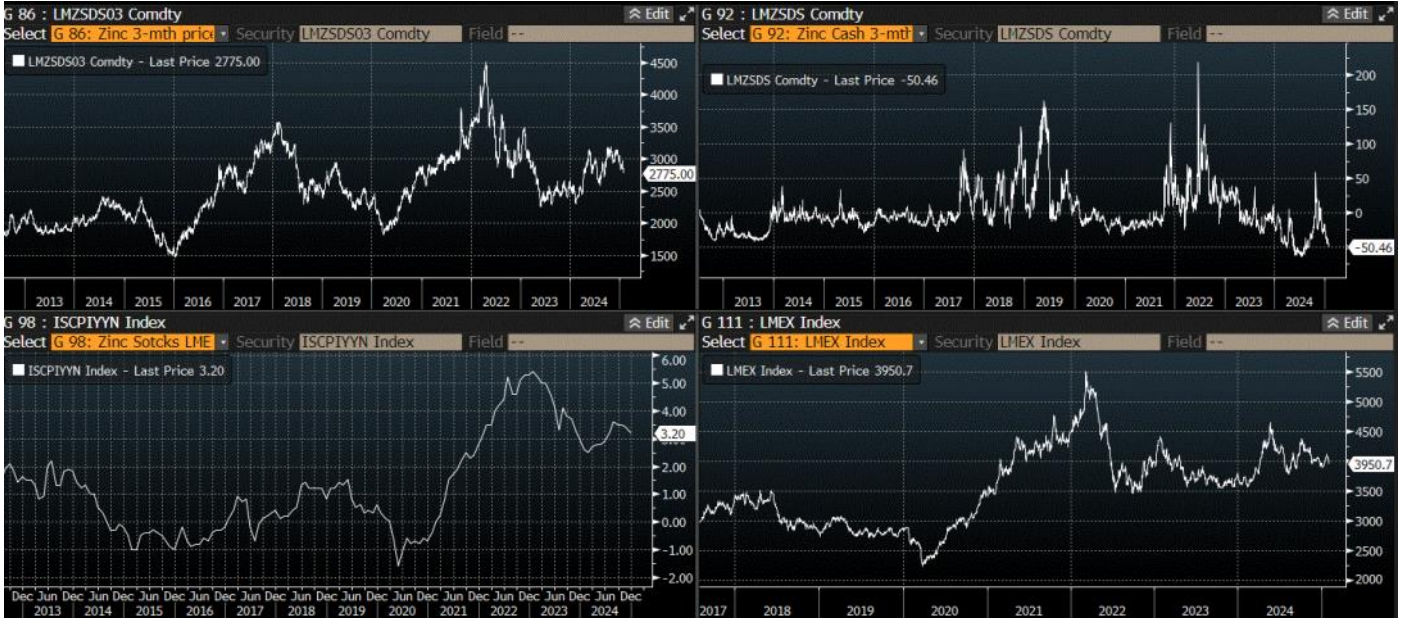 G 86 : LMZSDS03 Comdty
Edit
Select G 86: Zinc 3-mth price Security LMZSDS03 Comdty Field --
LMZSDS03 Comdty - Last Price 2775.00
4500
4000
3500
3000
2775.00
2500
2000
1500
2013 2014 2015 2016 2017 2018 2019 2020 2021 2022 2023 2024
G 92 : LMZSDS Comdty
Edit
Select G 92: Zinc Cash 3-mth Security LMZSDS Comdty Field --
LMZSDS Comdty - Last Price -50.46
200
150
100
50
0
-50.46
2013 2014 2015 2016 2017 2018 2019 2020 2021 2022 2023 2024
G 98 : ISCPIYYN Index
Edit
Select G 98: Zinc Sotcks LME Security ISCPIYYN Index Field --
ISCPIYYN Index - Last Price 3.20
6.00
5.00
4.00
3.20
2.00
1.00
0.00
-1.00
-2.00
Dec Jun Dec Jun Dec Jun Dec Jun Dec Jun Dec Jun Dec Jun Dec Jun Dec Jun Dec Jun Dec Jun Dec Jun Dec
2013 2014 2015 2016 2017 2018 2019 2020 2021 2022 2023 2024
G 111 : LMEX Index
Edit
Select G 111: LMEX Index Security LMEX Index Field --
LMEX Index - Last Price 3950.7
5500
5000
4500
3950.7
3500
3000
2500
2000
2017 2018 2019 2020 2021 2022 2023 2024